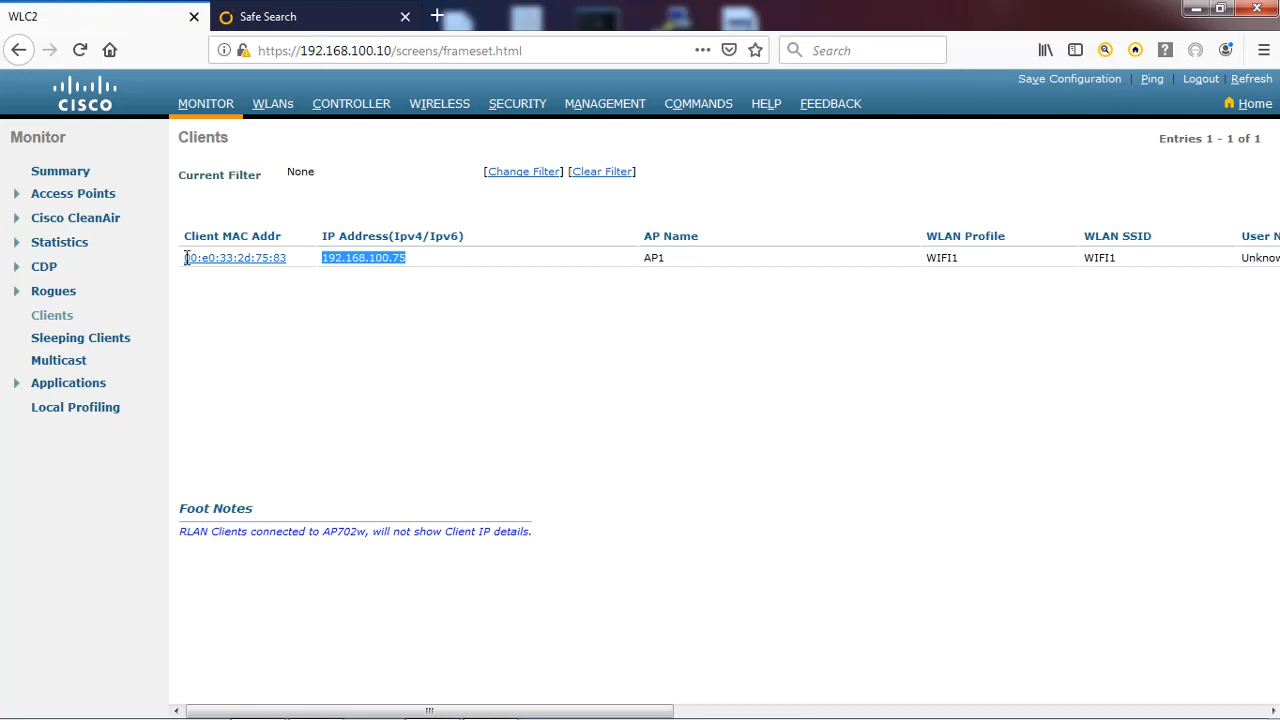 WLC2
Safe Search
https://192.168.100.10/screens/frameset.html
Search
Save Configuration | Ping | Logout | Refresh
CISCO
MONITOR WLANs CONTROLLER WIRELESS SECURITY MANAGEMENT COMMANDS HELP FEEDBACK
Home
Monitor
Summary
Access Points
Cisco CleanAir
Statistics
CDP
Rogues
Clients
Sleeping Clients
Multicast
Applications
Local Profiling
Clients
Entries 1 - 1 of 1
Current Filter None [Change Filter] [Clear Filter]
Client MAC Addr IP Address(Ipv4/Ipv6) AP Name WLAN Profile WLAN SSID User N
:e0:33:2d:75:83 192.168.100.75 AP1 WIFI1 WIFI1 Unknow
Foot Notes
RLAN Clients connected to AP702w, will not show Client IP details.